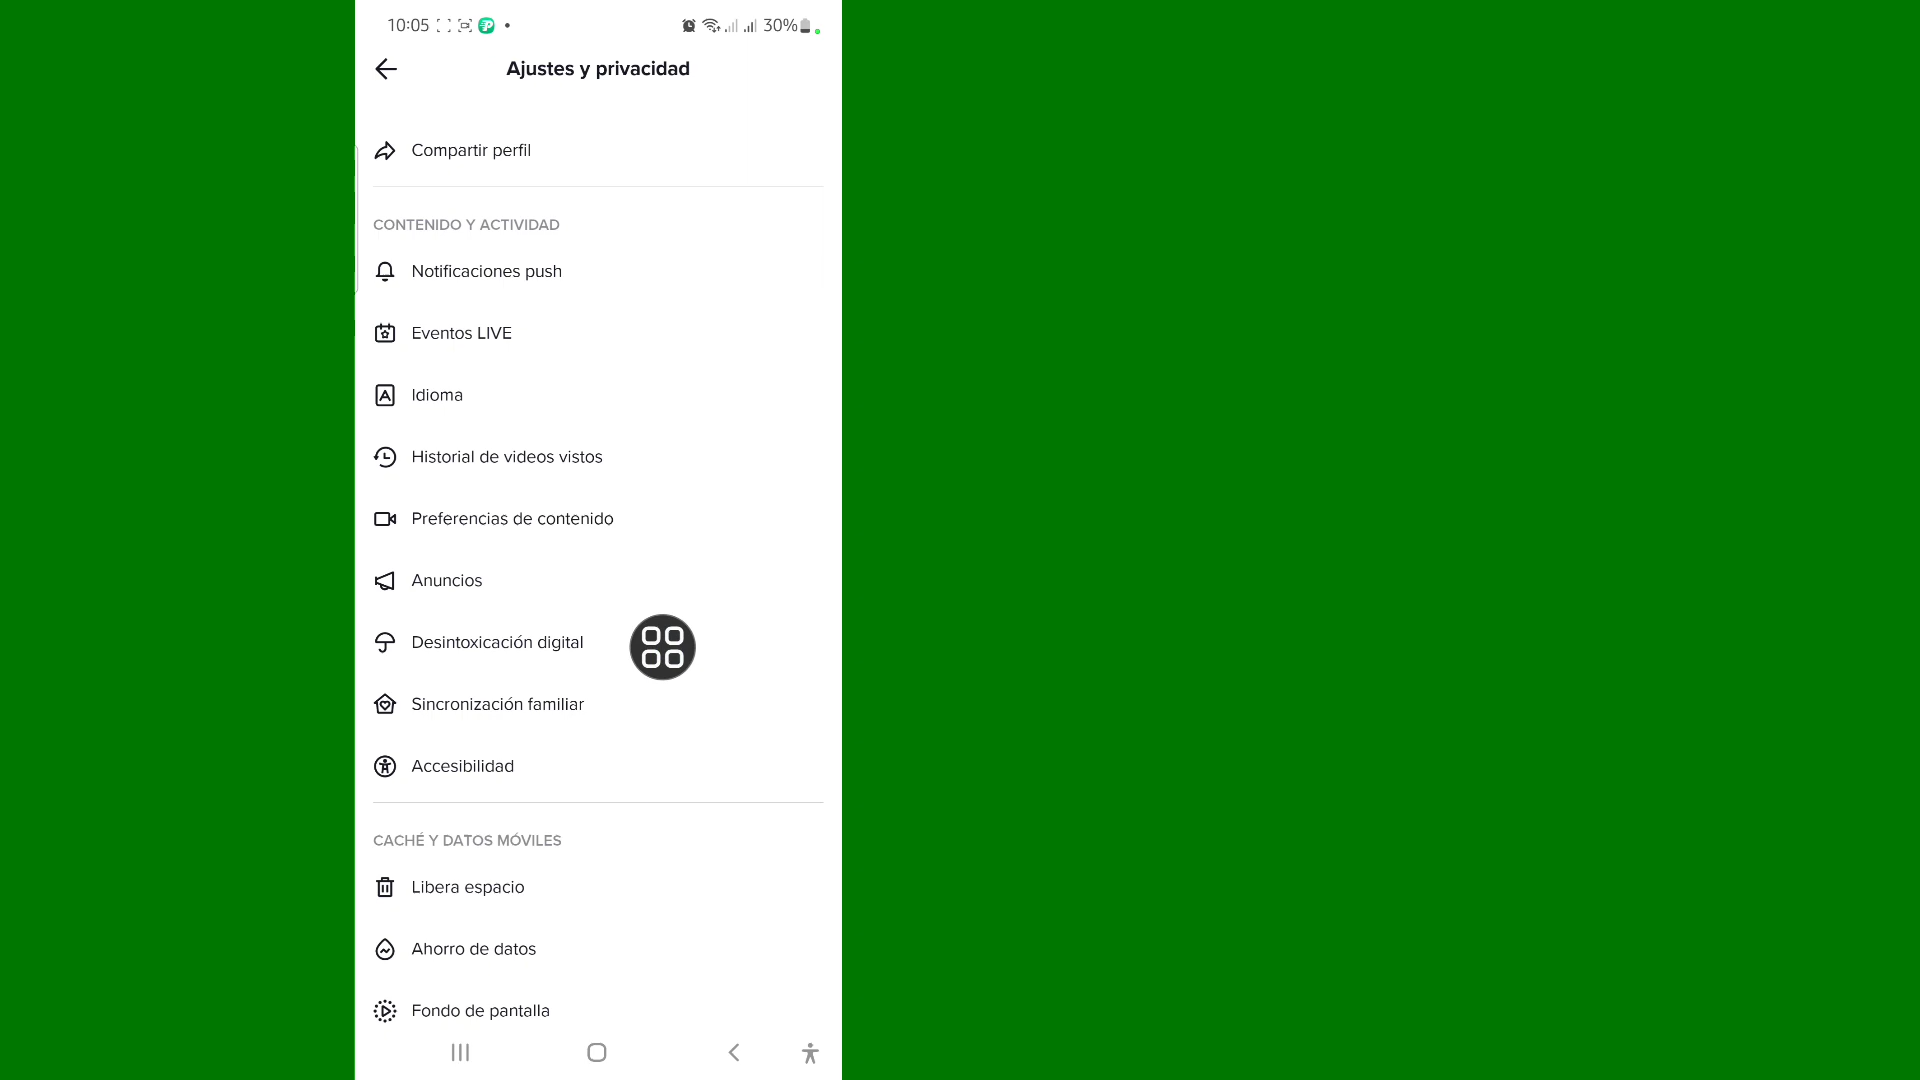 10:05 30%
Ajustes y privacidad
Compartir perfil
CONTENIDO Y ACTIVIDAD
Notificaciones push
Eventos LIVE
Idioma
Historial de videos vistos
Preferencias de contenido
Anuncios
Desintoxicación digital
Sincronización familiar
Accesibilidad
CACHÉ Y DATOS MÓVILES
Libera espacio
Ahorro de datos
Fondo de pantalla